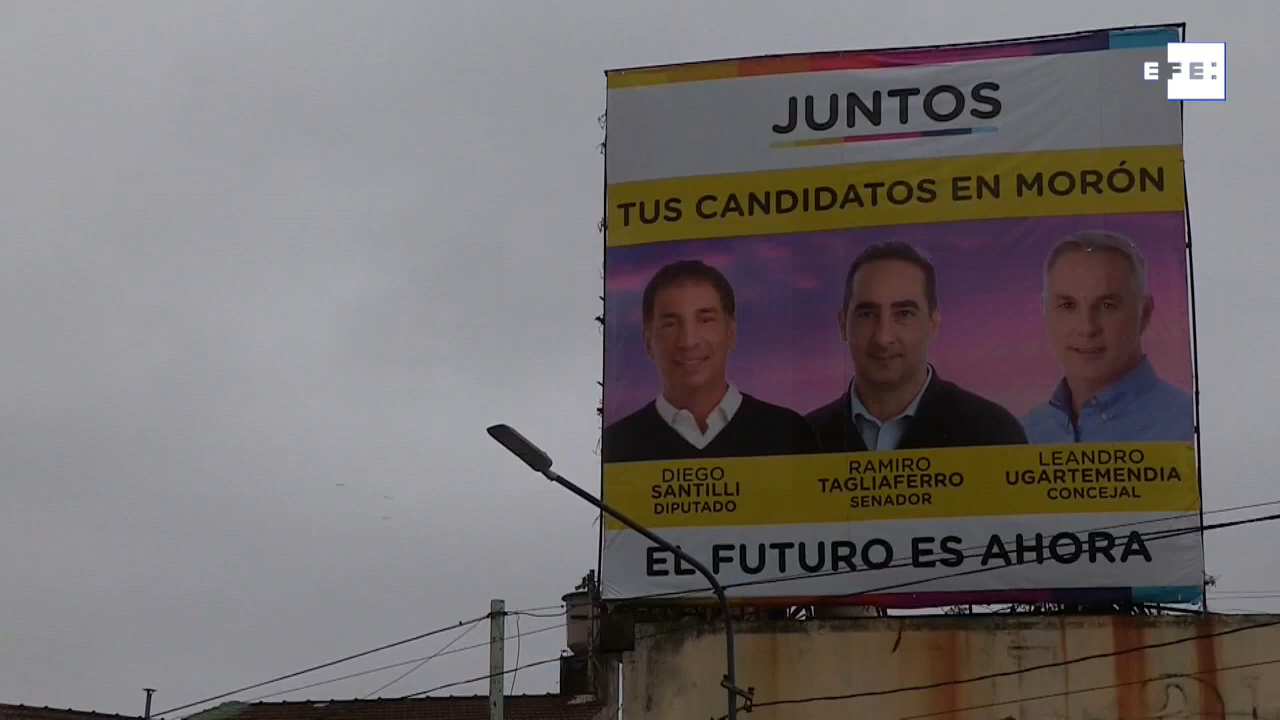 EFE:
JUNTOS
TUS CANDIDATOS EN MORÓN
DIEGO
SANTILLI
DIPUTADO
RAMIRO
TAGLIAFERRO
SENADOR
LEANDRO
UGARTEMENDIA
CONCEJAL
EL FUTURO ES AHORA